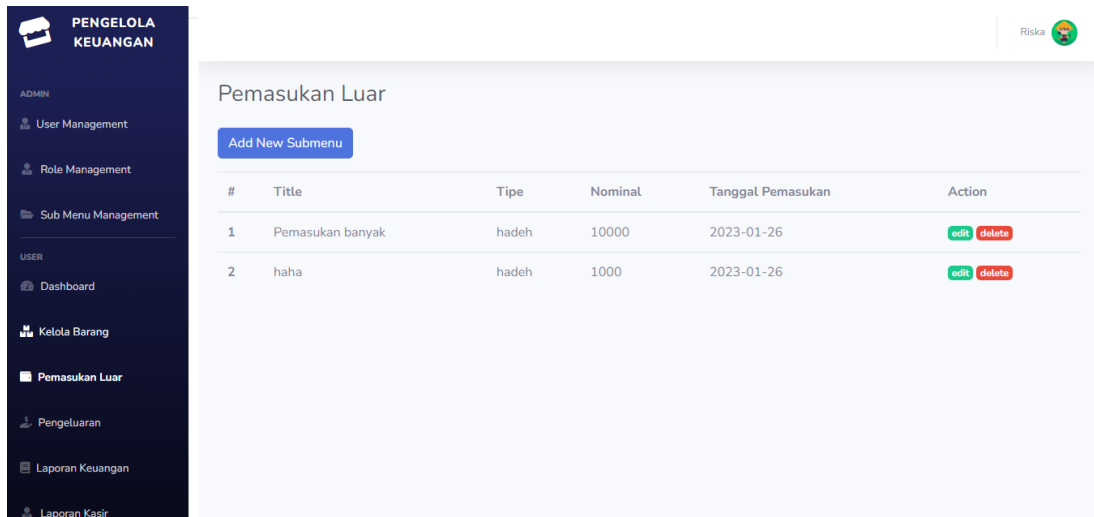 PENGELOLA
KEUANGAN
Riska
ADMIN
User Management
Role Management
Sub Menu Management
USER
Dashboard
Kelola Barang
Pemasukan Luar
Pengeluaran
Laporan Keuangan
Laporan Kasir
Pemasukan Luar
Add New Submenu
# Title Tipe Nominal Tanggal Pemasukan Action
1 Pemasukan banyak hadeh 10000 2023-01-26 edit delete
2 haha hadeh 1000 2023-01-26 edit delete